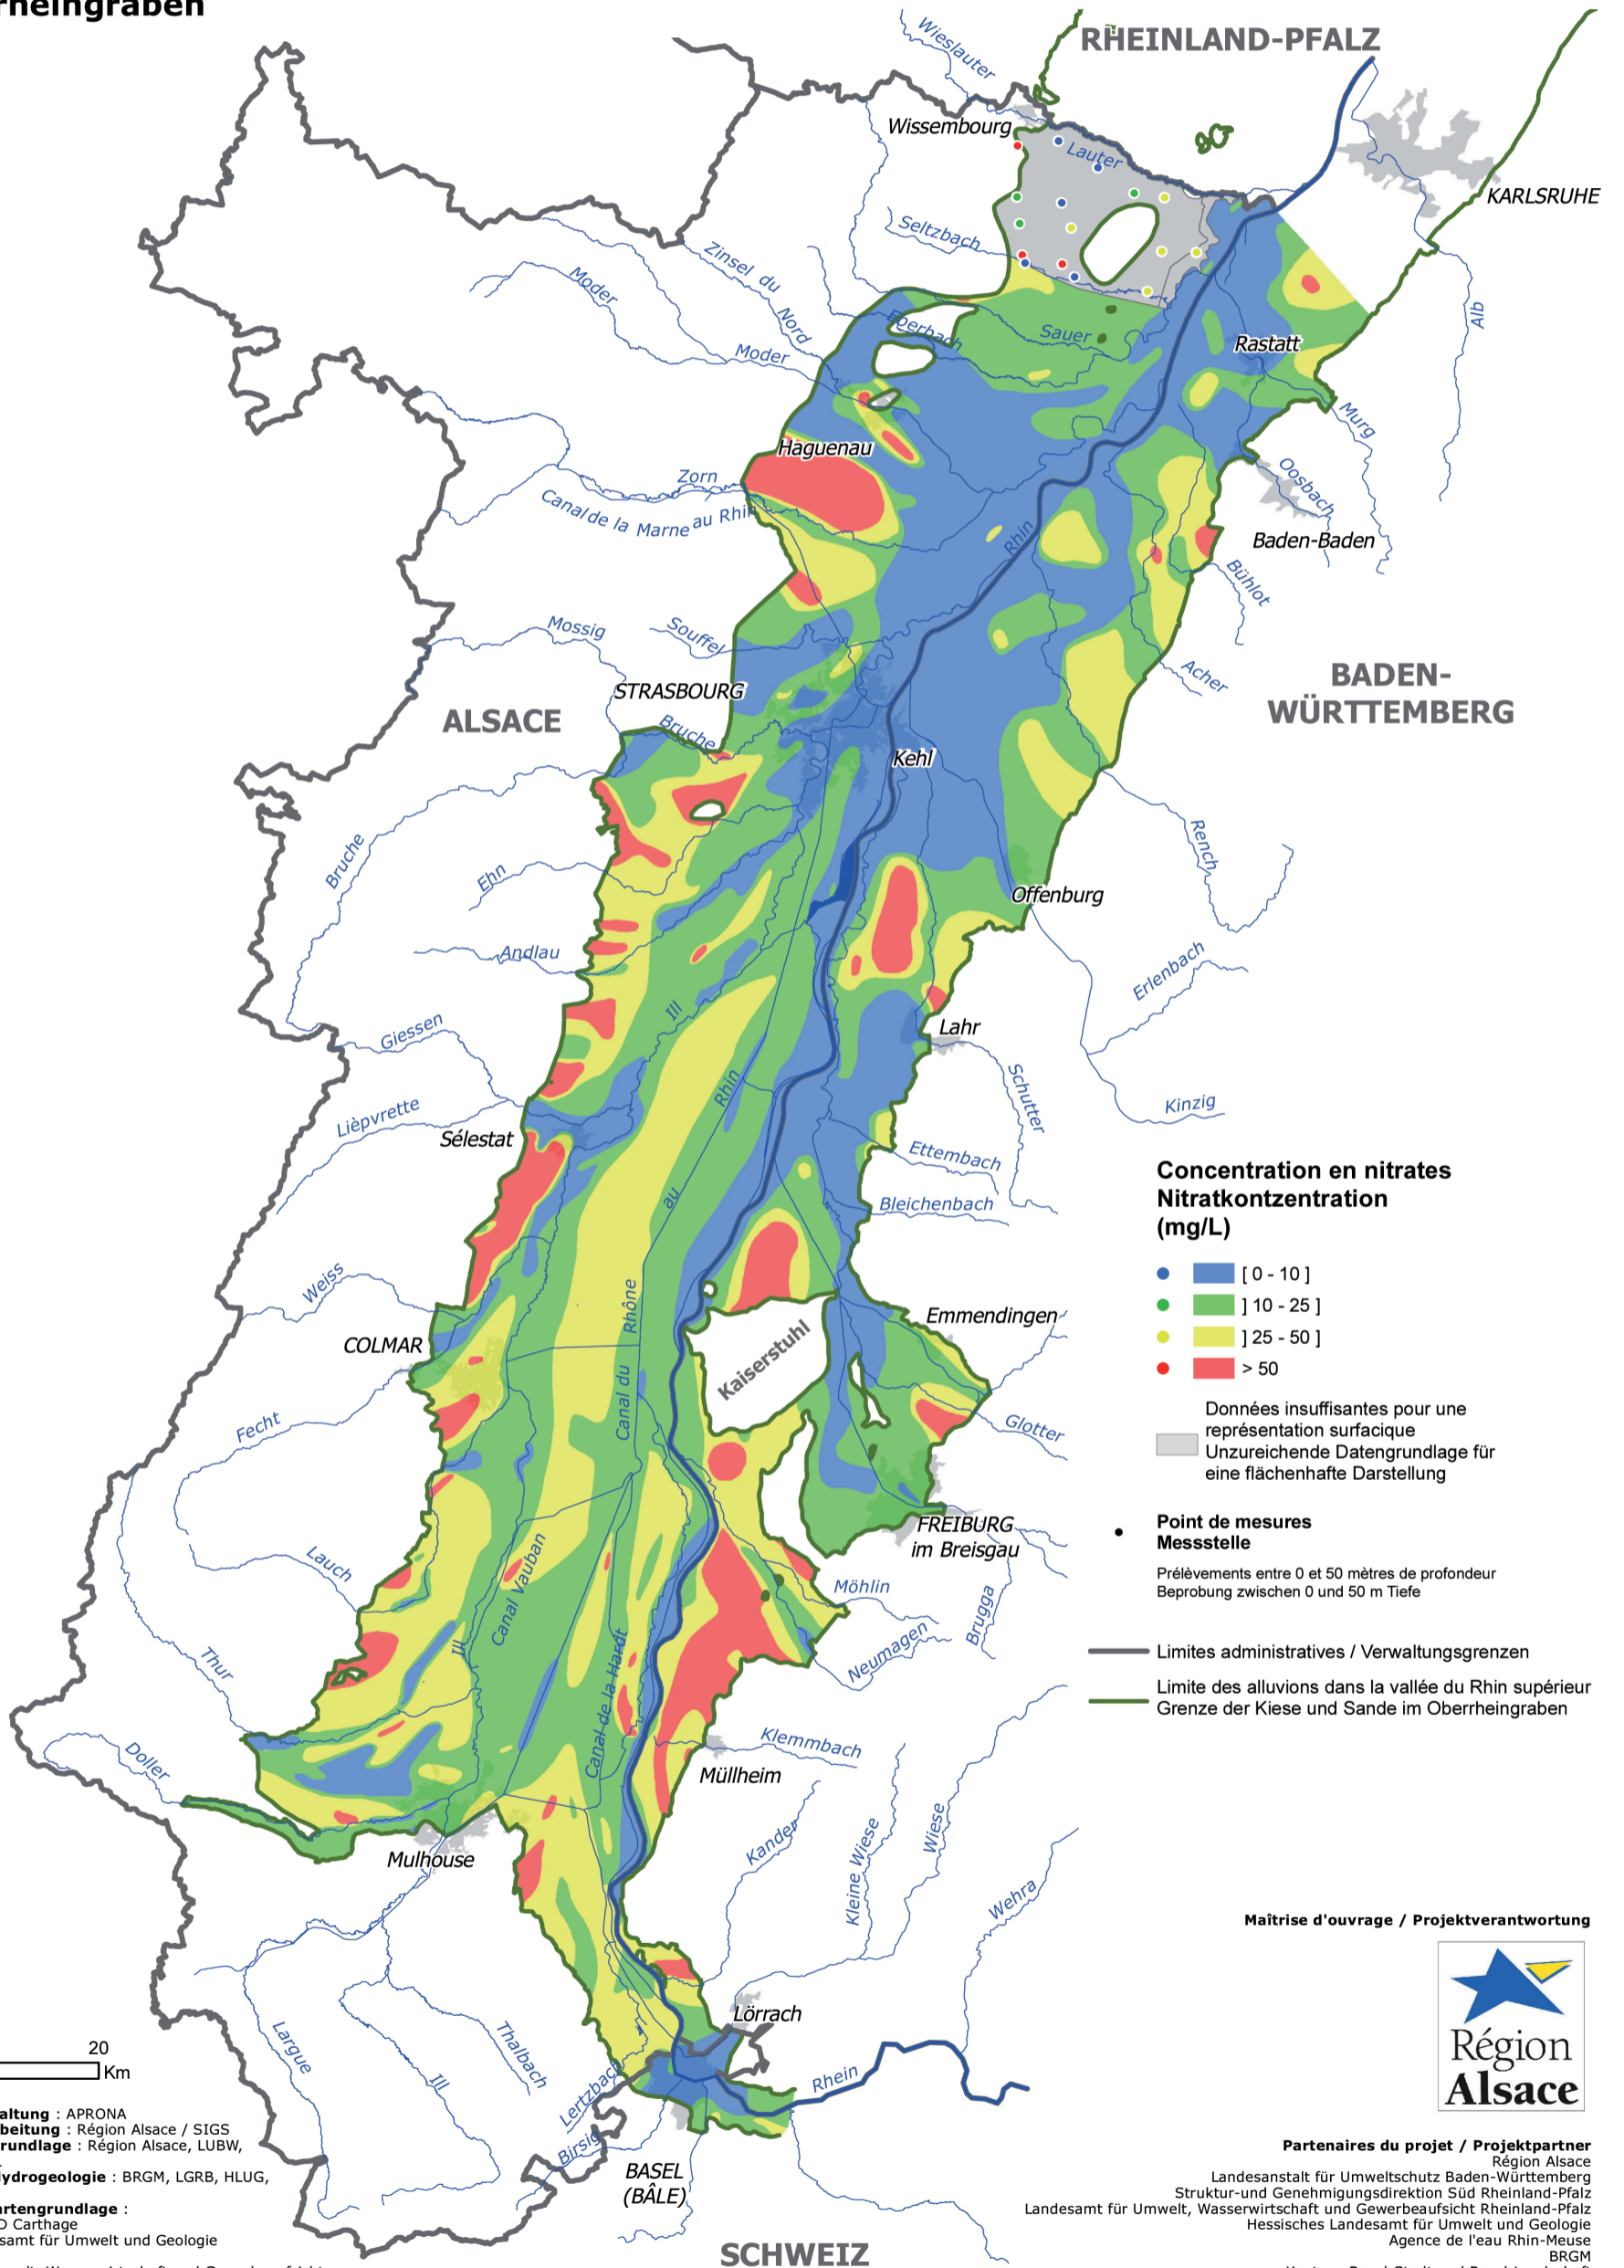 rheingraben
RHEINLAND-PFALZ
Wieslauter
Wissembourg
Lauter
KARLSRUHE
Seltzbach
Zinsel du Nord
Moder
Alb
Eberbach
Sauer
Rastatt
Moder
Murg
Haguenau
Oosbach
Zorn
Canal de la Marne au Rhin
Rhin
Baden-Baden
Bühlot
Mossig
Souffel
Acher
BADEN-
WÜRTTEMBERG
STRASBOURG
ALSACE
Bruche
Kehl
Rench
Bruche
Ehn
Offenburg
Andlau
Erlenbach
Ill
Giessen
Lahr
Schutter
Rhin
Kinzig
Lièpvrette
Sélestat
Ettembach
au
Bleichenbach
Weiss
Rhône
Emmendingen
COLMAR
Kaiserstuhl
Canal du
Fecht
Glotter
FREIBURG
im Breisgau
Lauch
Canal Vauban
Möhlin
Brugga
Ill
Neumagen
Thur
Canal de la Hardt
Klemmbach
Doller
Müllheim
Kander
Kleine Wiese
Wiese
Mulhouse
Wehra
Lörrach
Largue
Thalbach
Ill
Lertzbach
Rhein
Birsig
BASEL
(BÂLE)
SCHWEIZ
Concentration en nitrates
Nitratkontzentration
(mg/L)
[ 0 - 10 ]
] 10 - 25 ]
] 25 - 50 ]
> 50
Données insuffisantes pour une
représentation surfacique
Unzureichende Datengrundlage für
eine flächenhafte Darstellung
Point de mesures
Messstelle
Prélèvements entre 0 et 50 mètres de profondeur
Beprobung zwischen 0 und 50 m Tiefe
Limites administratives / Verwaltungsgrenzen
Limite des alluvions dans la vallée du Rhin supérieur
Grenze der Kiese und Sande im Oberrheingraben
Maîtrise d'ouvrage / Projektverantwortung
Région
Alsace
Partenaires du projet / Projektpartner
Région Alsace
Landesanstalt für Umweltschutz Baden-Württemberg
Struktur-und Genehmigungsdirektion Süd Rheinland-Pfalz
Landesamt für Umwelt, Wasserwirtschaft und Gewerbeaufsicht Rheinland-Pfalz
Hessisches Landesamt für Umwelt und Geologie
Agence de l'eau Rhin-Meuse
BRGM
20
Km
altung : APRONA
beitung : Région Alsace / SIGS
rundlage : Région Alsace, LUBW,
ydrogeologie : BRGM, LGRB, HLUG,
artengrundlage :
D Carthage
samt für Umwelt und Geologie